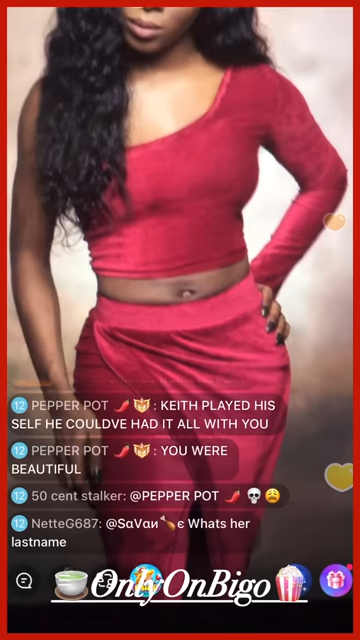 12 PEPPER POT 🌶️ : KEITH PLAYED HIS
SELF HE COULDVE HAD IT ALL WITH YOU
12 PEPPER POT 🌶️ : YOU WERE
BEAUTIFUL
12 50 cent stalker: @PEPPER POT 🌶️ 💀 😩
12 NetteG687: @SαVαи🍗є Whats her
lastname
OnlyOnBigo